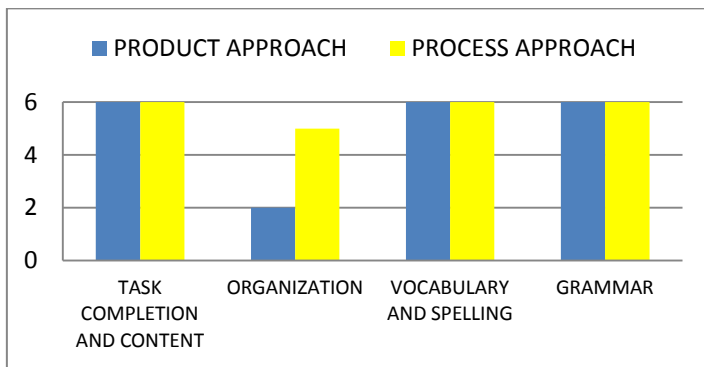 PRODUCT APPROACH PROCESS APPROACH
6
4
2
0
TASK COMPLETION AND CONTENT
ORGANIZATION
VOCABULARY AND SPELLING
GRAMMAR